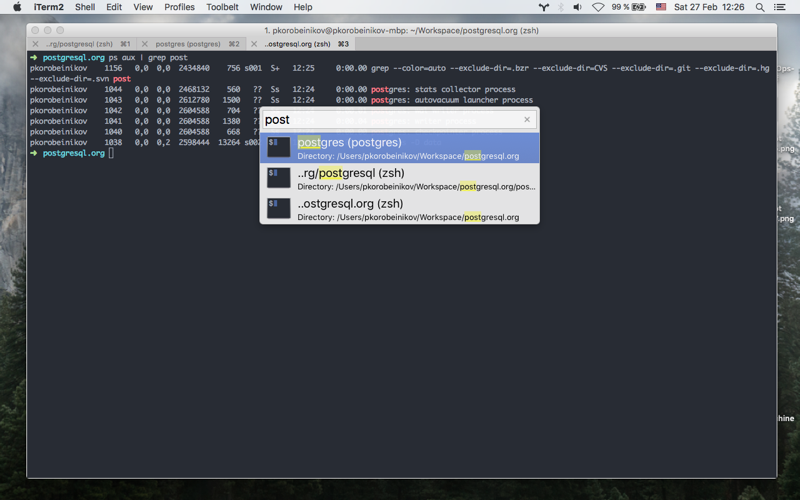 iTerm2 Shell Edit View Profiles Toolbelt Window Help 99 % Sat 27 Feb 12:26
1. pkorobeinikov@pkorobeinikov-mbp: ~/Workspace/postgresql.org (zsh)
..rg/postgresql (zsh) ⌘1 postgres (postgres) ⌘2 ..ostgresql.org (zsh) ⌘3
➜ postgresql.org ps aux | grep post
pkorobeinikov 1156 0,0 0,0 2434840 756 s001 S+ 12:25 0:00.00 grep --color=auto --exclude-dir=.bzr --exclude-dir=CVS --exclude-dir=.git --exclude-dir=.hg
--exclude-dir=.svn post
pkorobeinikov 1044 0,0 0,0 2468132 560 ?? Ss 12:24 0:00.00 postgres: stats collector process
pkorobeinikov 1043 0,0 0,0 2612780 1500 ?? Ss 12:24 0:00.00 postgres: autovacuum launcher process
pkorobeinikov 1042 0,0 0,0 2604588 704
pkorobeinikov 1041 0,0 0,0 2604588 1380
pkorobeinikov 1040 0,0 0,0 2604588 668
pkorobeinikov 1038 0,0 0,2 2598444 13264 s002
➜ postgresql.org
post
postgres (postgres)
Directory: /Users/pkorobeinikov/Workspace/postgresql.org
..rg/postgresql (zsh)
Directory: /Users/pkorobeinikov/Workspace/postgresql.org/pos...
..ostgresql.org (zsh)
Directory: /Users/pkorobeinikov/Workspace/postgresql.org